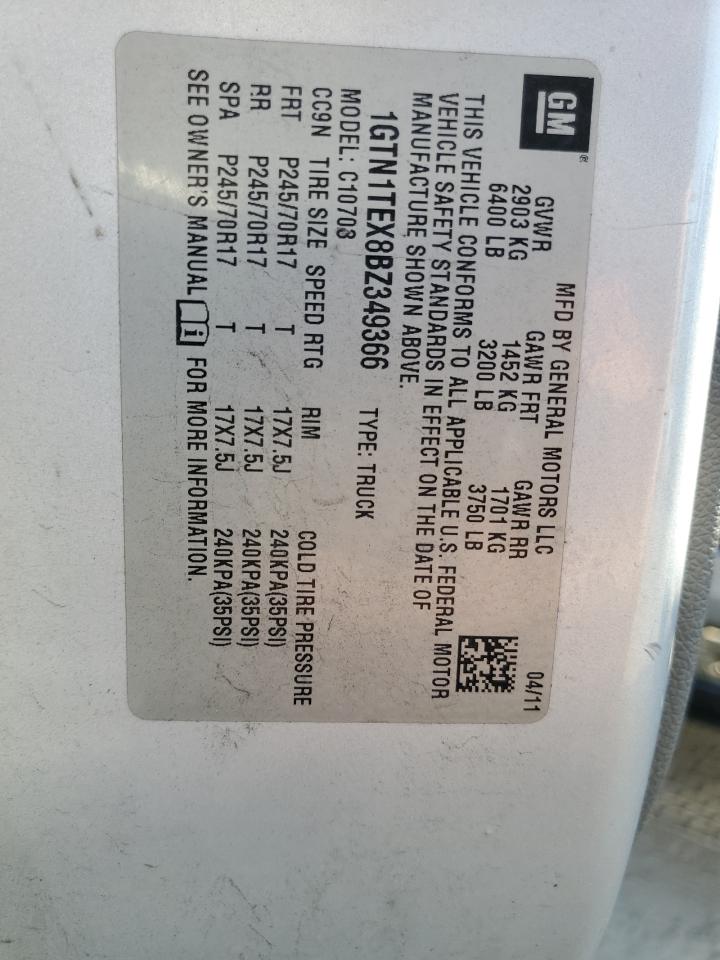 GM®
MFD BY GENERAL MOTORS LLC 04/11
GVWR GAWR FRT GAWR RR
2903 KG 1452 KG 1701 KG
6400 LB 3200 LB 3750 LB
THIS VEHICLE CONFORMS TO ALL APPLICABLE U.S. FEDERAL MOTOR
VEHICLE SAFETY STANDARDS IN EFFECT ON THE DATE OF
MANUFACTURE SHOWN ABOVE.
1GTN1TEX8BZ349366 TYPE: TRUCK
MODEL: C10703
CC9N TIRE SIZE SPEED RTG RIM COLD TIRE PRESSURE
FRT P245/70R17 T 17X7.5J 240KPA(35PSI)
RR P245/70R17 T 17X7.5J 240KPA(35PSI)
SPA P245/70R17 T 17X7.5J 240KPA(35PSI)
SEE OWNER'S MANUAL i FOR MORE INFORMATION.